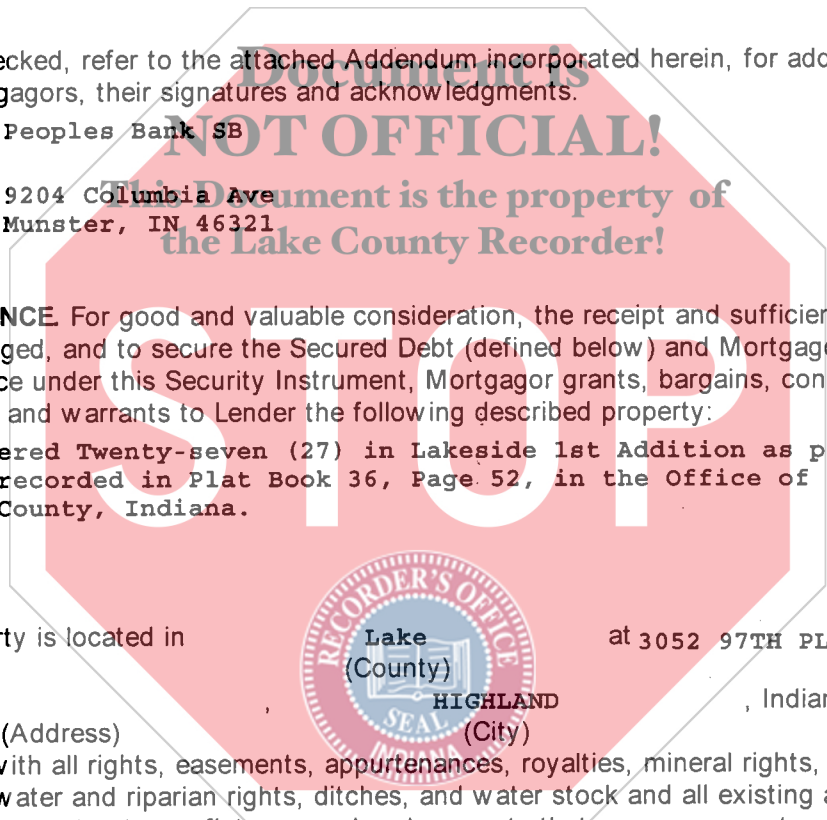 ecked, refer to the attached Addendum incorporated herein, for add
gagors, their signatures and acknowledgments.
Document is
NOT OFFICIAL!
This Document is the property of
the Lake County Recorder!
Peoples Bank SB
9204 Columbia Ave
Munster, IN 46321
NCE. For good and valuable consideration, the receipt and sufficien
ged, and to secure the Secured Debt (defined below) and Mortgag
ce under this Security Instrument, Mortgagor grants, bargains, con
and warrants to Lender the following described property:
ered Twenty-seven (27) in Lakeside 1st Addition as p
recorded in Plat Book 36, Page 52, in the Office of
County, Indiana.
STOP
rty is located in Lake at 3052 97TH PL
(County)
, HIGHLAND , Indian
(Address) (City)
RECORDER'S OFFICE
SEAL
INDIANA
with all rights, easements, appurtenances, royalties, mineral rights,
water and riparian rights, ditches, and water stock and all existing a